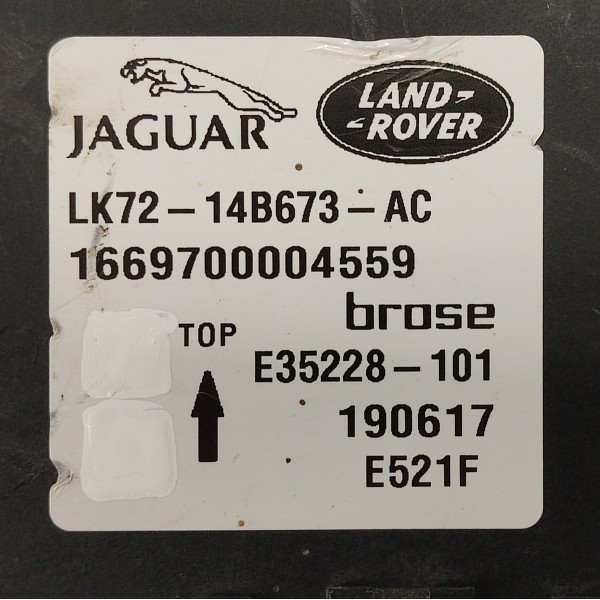 JAGUAR
LAND-
-ROVER
LK72-14B673-AC
1669700004559
brose
TOP
E35228-101
190617
E521F